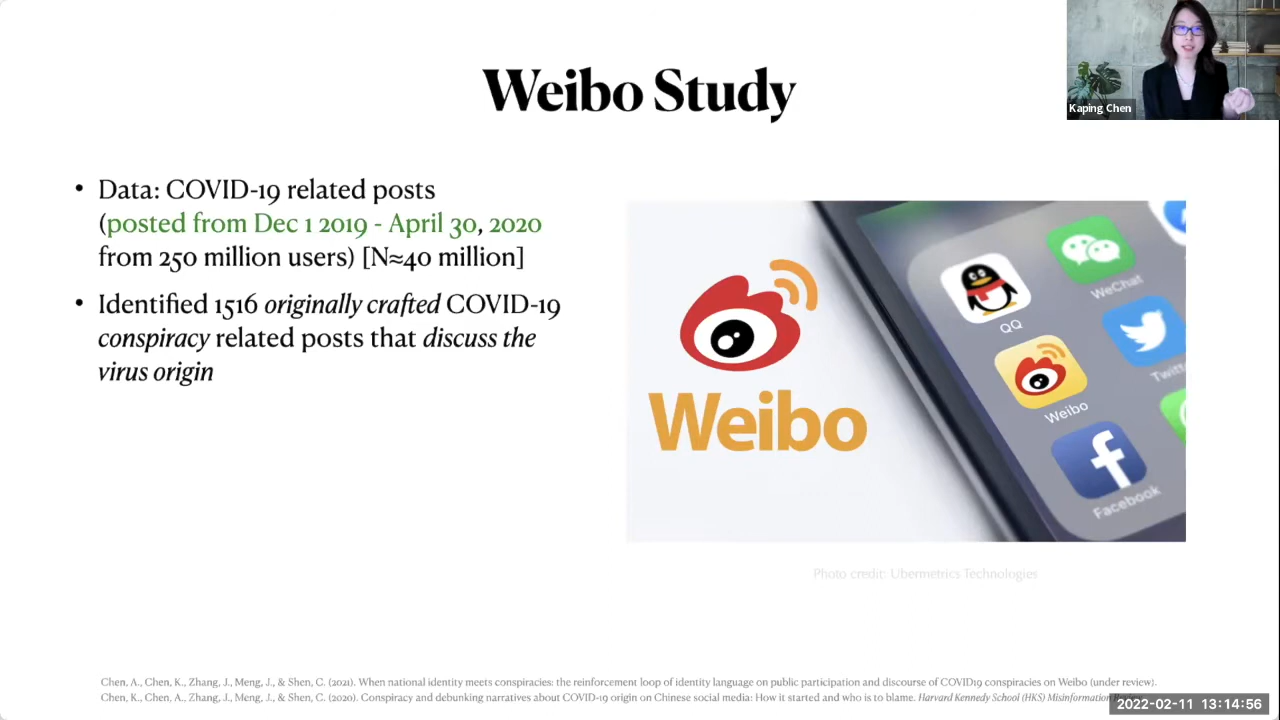 Weibo Study
Kaping Chen
• Data: COVID-19 related posts
(posted from Dec 1 2019 - April 30, 2020
from 250 million users) [N≈40 million]
• Identified 1516 originally crafted COVID-19
conspiracy related posts that discuss the
virus origin
Weibo
QQ
WeChat
Weibo
Facebook
Photo credit: Ubermetrics Technologies
Chen, A., Chen, K., Zhang, J., Meng, J., & Shen, C. (2021). When national identity meets conspiracies: the reinforcement loop of identity language on public participation and discourse of COVID19 conspiracies on Weibo (under review).
Chen, K., Chen, A., Zhang, J., Meng, J., & Shen, C. (2020). Conspiracy and debunking narratives about COVID-19 origin on Chinese social media: How it started and who is to blame. Harvard Kennedy School (HKS) Misinformation
2022-02-11 13:14:56